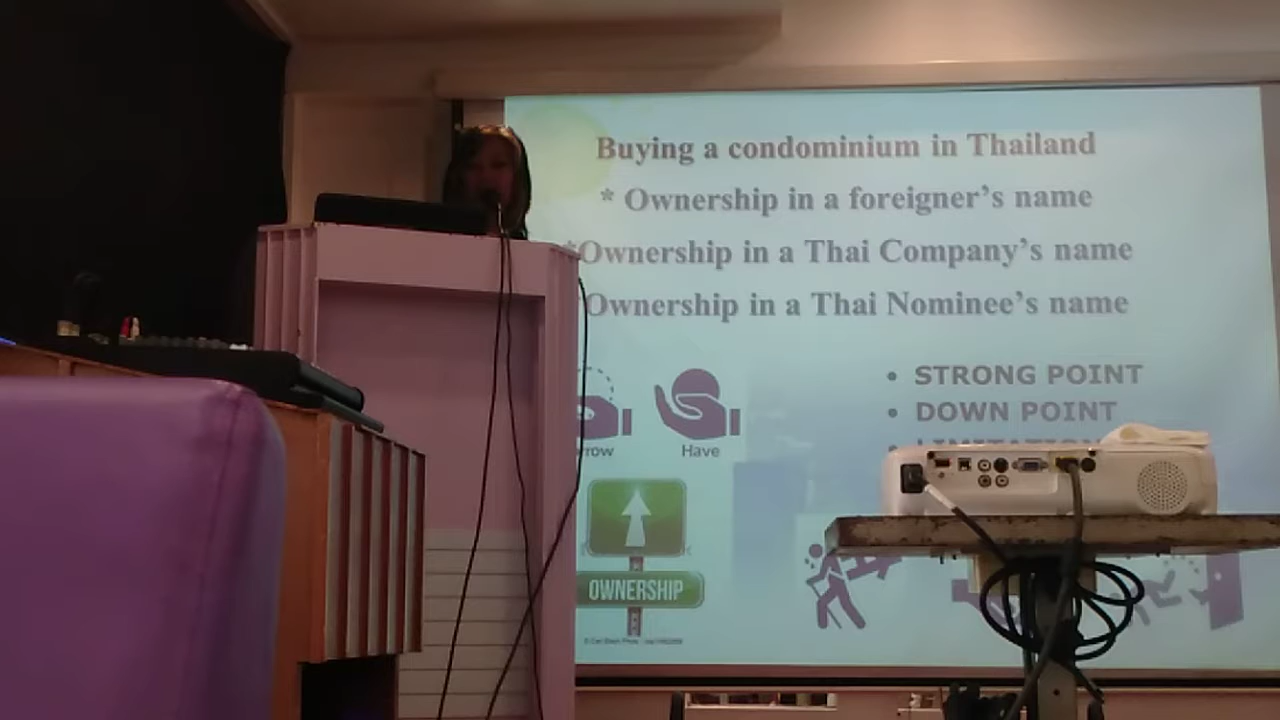 Buying a condominium in Thailand
* Ownership in a foreigner's name
*Ownership in a Thai Company's name
Ownership in a Thai Nominee's name
• STRONG POINT
• DOWN POINT
• LIMITATION
rrow
Have
OWNERSHIP